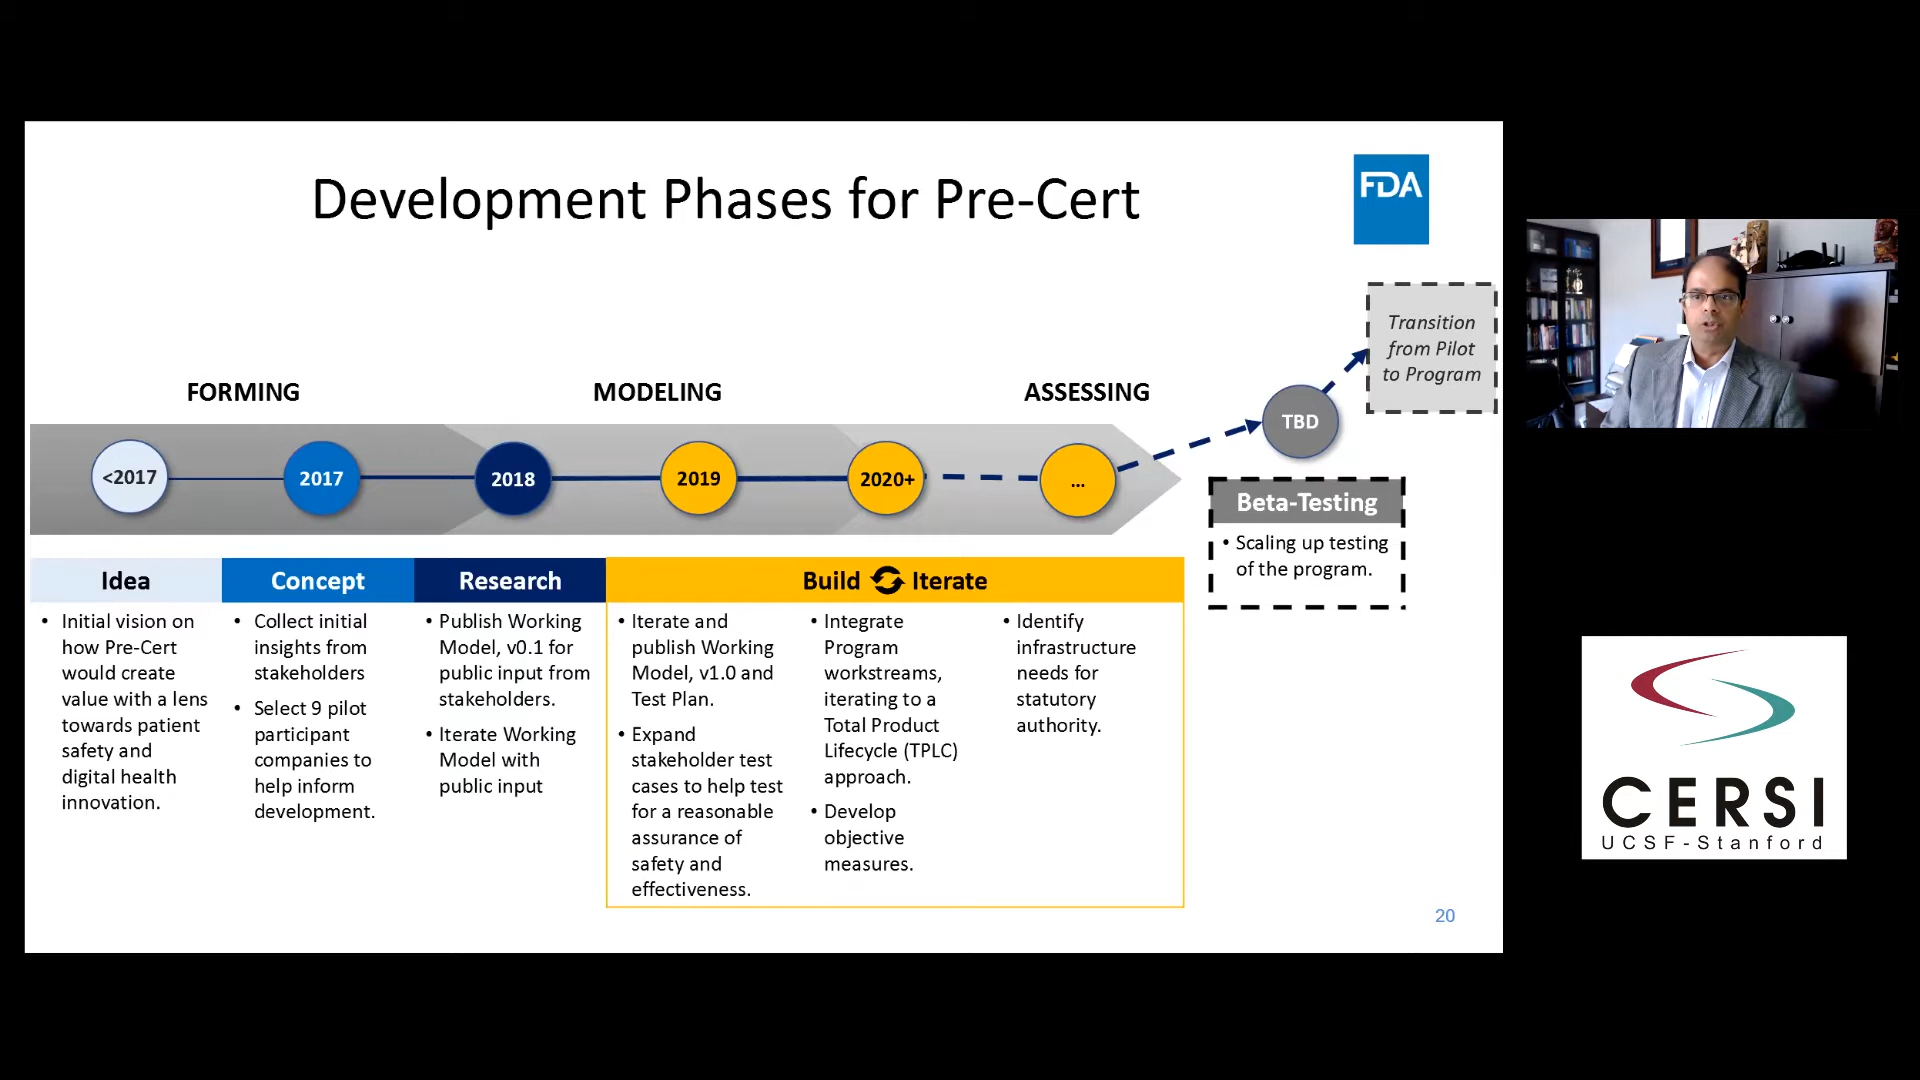 Development Phases for Pre-Cert
FDA
Transition
from Pilot
to Program
FORMING
MODELING
ASSESSING
TBD
<2017
2017
2018
2019
2020+
...
Beta-Testing
• Scaling up testing
of the program.
Idea
Concept
Research
Build Iterate
• Initial vision on
how Pre-Cert
would create
value with a lens
towards patient
safety and
digital health
innovation.
• Collect initial
insights from
stakeholders
• Select 9 pilot
participant
companies to
help inform
development.
• Publish Working
Model, v0.1 for
public input from
stakeholders.
• Iterate Working
Model with
public input
• Iterate and
publish Working
Model, v1.0 and
Test Plan.
• Expand
stakeholder test
cases to help test
for a reasonable
assurance of
safety and
effectiveness.
• Integrate
Program
workstreams,
iterating to a
Total Product
Lifecycle (TPLC)
approach.
• Develop
objective
measures.
• Identify
infrastructure
needs for
statutory
authority.
20
CERSI
UCSF-Stanford